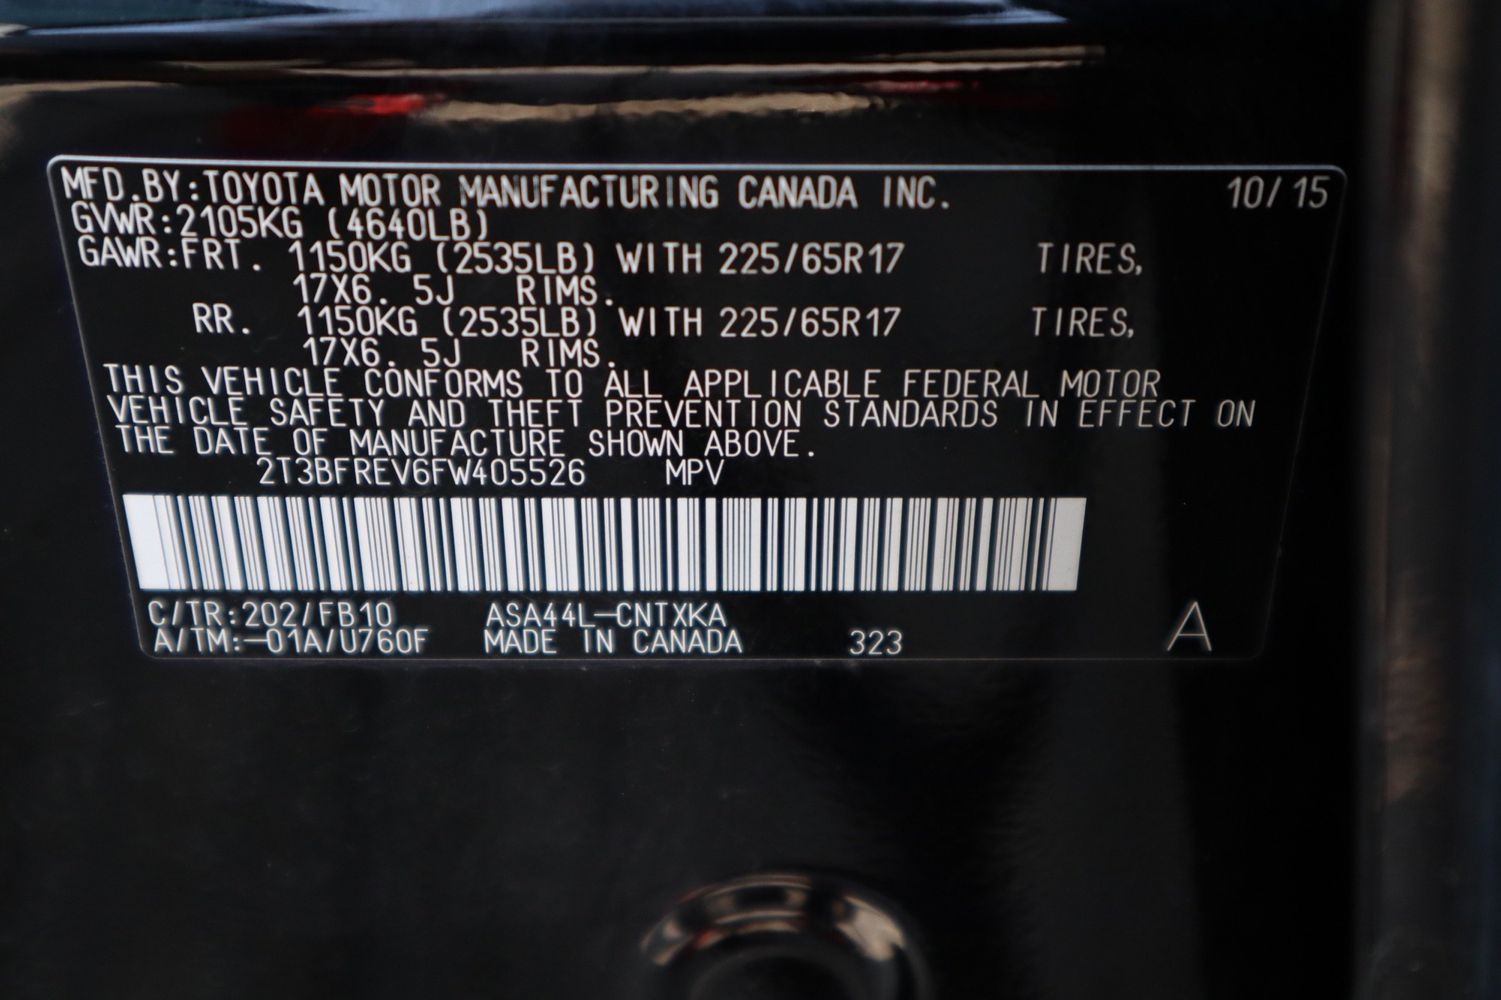 MFD.BY:TOYOTA MOTOR MANUFACTURING CANADA INC. 10/15
GVWR:2105KG (4640LB)
GAWR:FRT. 1150KG (2535LB) WITH 225/65R17 TIRES,
17X6.5J RIMS.
RR. 1150KG (2535LB) WITH 225/65R17 TIRES,
17X6.5J RIMS.
THIS VEHICLE CONFORMS TO ALL APPLICABLE FEDERAL MOTOR
VEHICLE SAFETY AND THEFT PREVENTION STANDARDS IN EFFECT ON
THE DATE OF MANUFACTURE SHOWN ABOVE.
2T3BFREV6FW405526 MPV
C/TR:202/FB10 ASA44L-CNTXKA
A/TM:-01A/U760F MADE IN CANADA 323 A